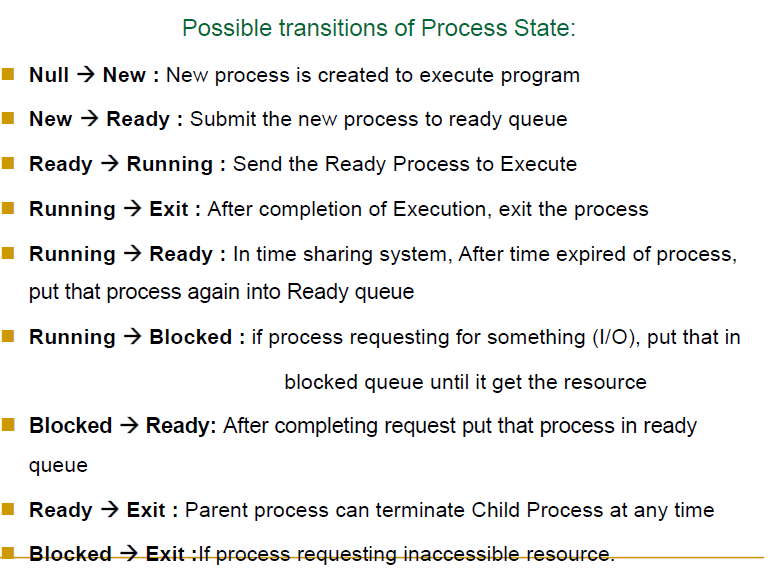 Possible transitions of Process State:
Null → New : New process is created to execute program
New → Ready : Submit the new process to ready queue
Ready → Running : Send the Ready Process to Execute
Running → Exit : After completion of Execution, exit the process
Running → Ready : In time sharing system, After time expired of process,
put that process again into Ready queue
Running → Blocked : if process requesting for something (I/O), put that in
blocked queue until it get the resource
Blocked → Ready: After completing request put that process in ready
queue
Ready → Exit : Parent process can terminate Child Process at any time
Blocked → Exit :If process requesting inaccessible resource.